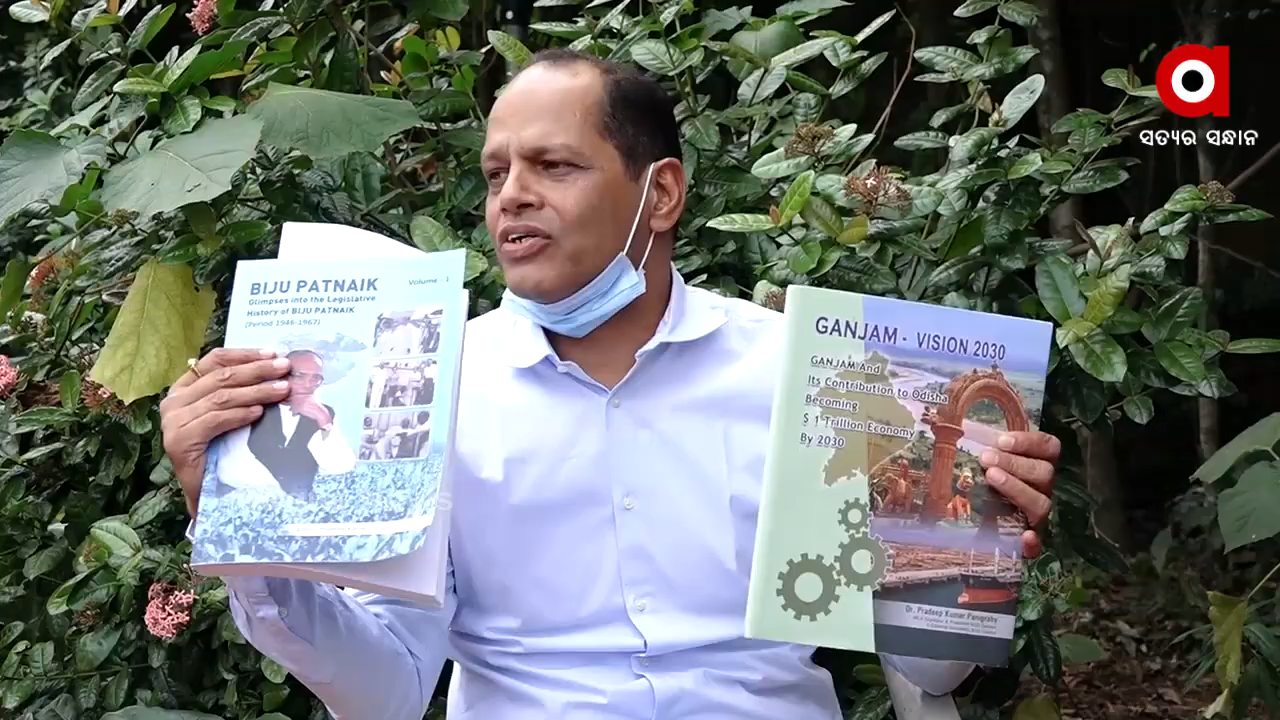 ସତ୍ୟର ସନ୍ଧାନ
BIJU PATNAIK
Volume - 1
Glimpses into the Legislative
History of BIJU PATNAIK
(Period 1946-1967)
GANJAM - VISION 2030
GANJAM And
Its Contribution to Odisha
Becoming
$ 1 Trillion Economy
By 2030
Dr. Pradeep Kumar Panigrahy